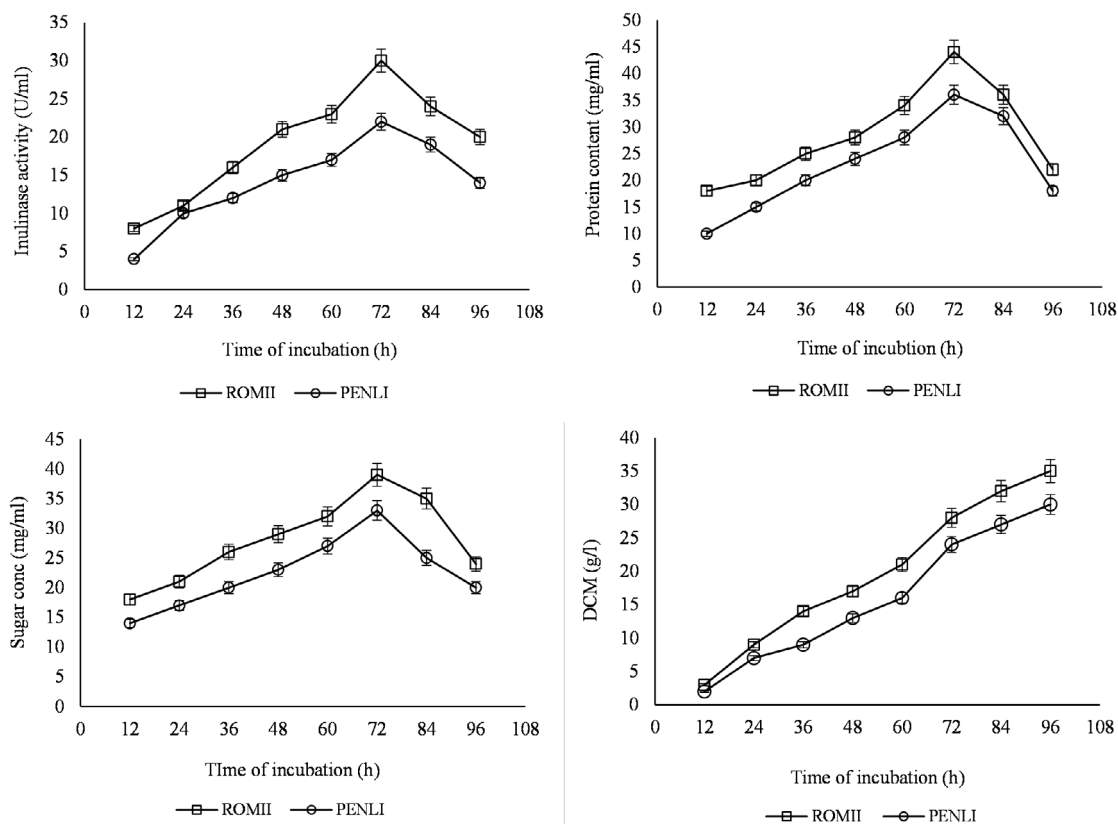 Inulinase activity (U/ml)
35
30
25
20
15
10
5
0
0 12 24 36 48 60 72 84 96 108
Time of incubation (h)
ROMII PENLI
Protein content (mg/ml)
50
45
40
35
30
25
20
15
10
5
0
0 12 24 36 48 60 72 84 96 108
Time of incubtion (h)
ROMII PENLI
Sugar conc (mg/ml)
45
40
35
30
25
20
15
10
5
0
0 12 24 36 48 60 72 84 96 108
TIme of incubation (h)
ROMII PENLI
DCM (g/l)
40
35
30
25
20
15
10
5
0
0 12 24 36 48 60 72 84 96 108
Time of incubation (h)
ROMII PENLI